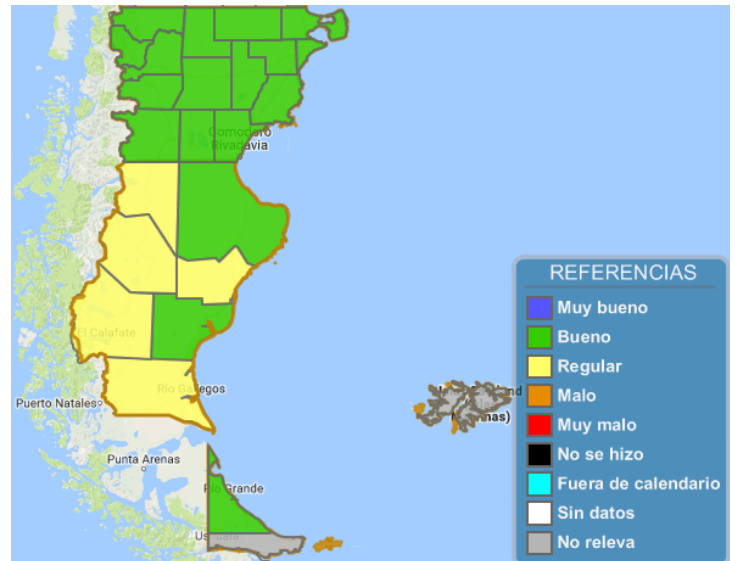 Comodoro
Rivadavia
El Calafate
Río Gallegos
Puerto Natales
Punta Arenas
Río Grande
REFERENCIAS
Muy bueno
Bueno
Regular
Malo
Muy malo
No se hizo
Fuera de calendario
Sin datos
No releva